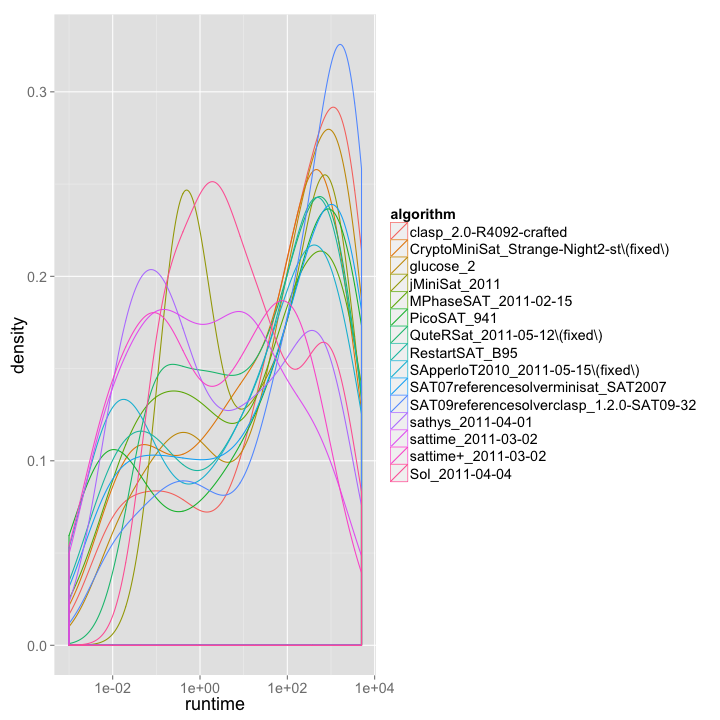 0.3
0.2
0.1
0.0
density
1e-02 1e+00 1e+02 1e+04
runtime
algorithm
clasp_2.0-R4092-crafted
CryptoMiniSat_Strange-Night2-st\(fixed\)
glucose_2
jMiniSat_2011
MPhaseSAT_2011-02-15
PicoSAT_941
QuteRSat_2011-05-12\(fixed\)
RestartSAT_B95
SApperloT2010_2011-05-15\(fixed\)
SAT07referencesolverminisat_SAT2007
SAT09referencesolverclasp_1.2.0-SAT09-32
sathys_2011-04-01
sattime_2011-03-02
sattime+_2011-03-02
Sol_2011-04-04